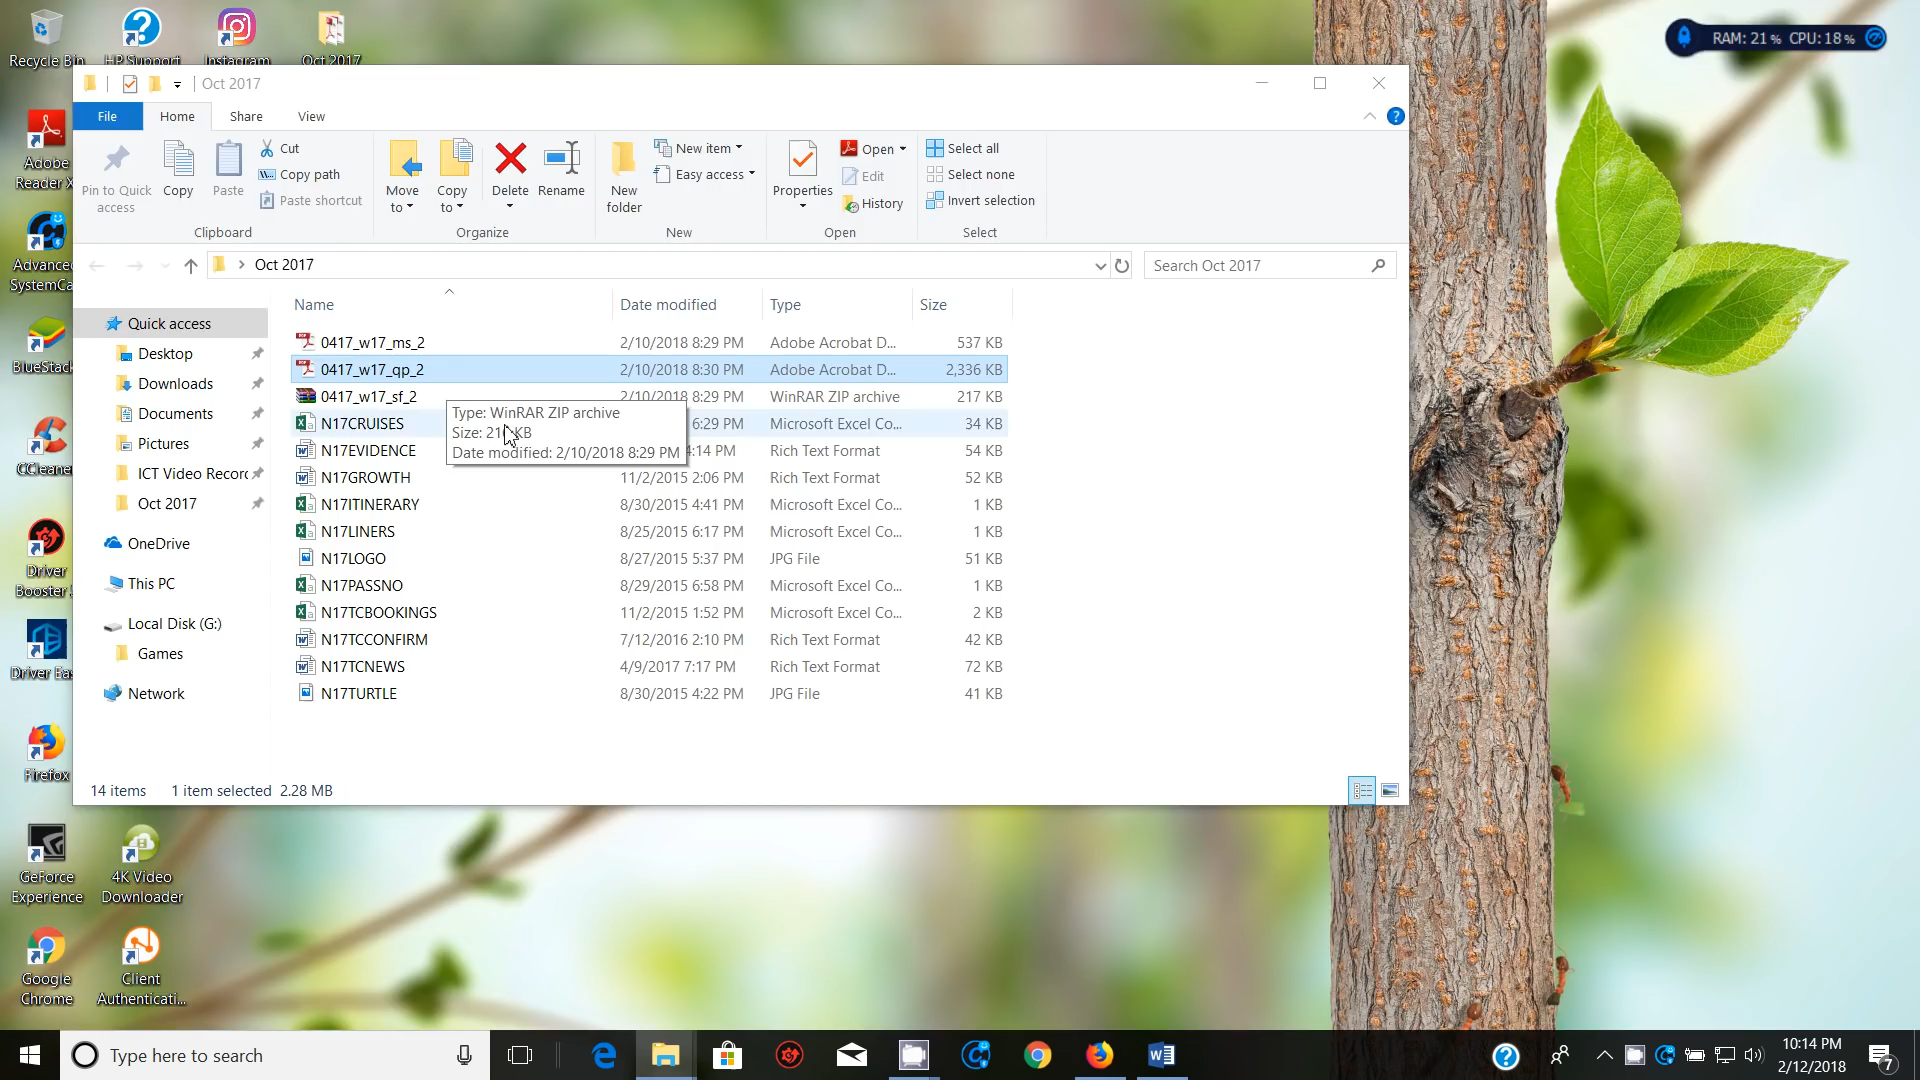 Recycle Bin
HP Support
Instagram
Oct 2017
RAM: 21 % CPU: 18 %
Oct 2017
File Home Share View
Pin to Quick access
Copy
Paste
Cut
Copy path
Paste shortcut
Clipboard
Move to
Copy to
Delete
Rename
Organize
New folder
New item
Easy access
New
Properties
Open
Edit
History
Open
Select all
Select none
Invert selection
Select
Oct 2017
Search Oct 2017
Name Date modified Type Size
0417_w17_ms_2 2/10/2018 8:29 PM Adobe Acrobat D... 537 KB
0417_w17_qp_2 2/10/2018 8:30 PM Adobe Acrobat D... 2,336 KB
0417_w17_sf_2 2/10/2018 8:29 PM WinRAR ZIP archive 217 KB
N17CRUISES 6:29 PM Microsoft Excel Co... 34 KB
N17EVIDENCE 4:14 PM Rich Text Format 54 KB
N17GROWTH 11/2/2015 2:06 PM Rich Text Format 52 KB
N17ITINERARY 8/30/2015 4:41 PM Microsoft Excel Co... 1 KB
N17LINERS 8/25/2015 6:17 PM Microsoft Excel Co... 1 KB
N17LOGO 8/27/2015 5:37 PM JPG File 51 KB
N17PASSNO 8/29/2015 6:58 PM Microsoft Excel Co... 1 KB
N17TCBOOKINGS 11/2/2015 1:52 PM Microsoft Excel Co... 2 KB
N17TCCONFIRM 7/12/2016 2:10 PM Rich Text Format 42 KB
N17TCNEWS 4/9/2017 7:17 PM Rich Text Format 72 KB
N17TURTLE 8/30/2015 4:22 PM JPG File 41 KB
Type: WinRAR ZIP archive
Size: KB
Date modified: 2/10/2018 8:29 PM
Quick access
Desktop
Downloads
Documents
Pictures
ICT Video Record
Oct 2017
OneDrive
This PC
Local Disk (G:)
Games
Network
14 items 1 item selected 2.28 MB
Adobe
Reader X
Advanced
SystemCa
BlueStack
CCleaner
Driver
Booster
Driver Eas
Firefox
GeForce
Experience
4K Video
Downloader
Google
Chrome
Client
Authenticati...
Type here to search
10:14 PM
2/12/2018
7